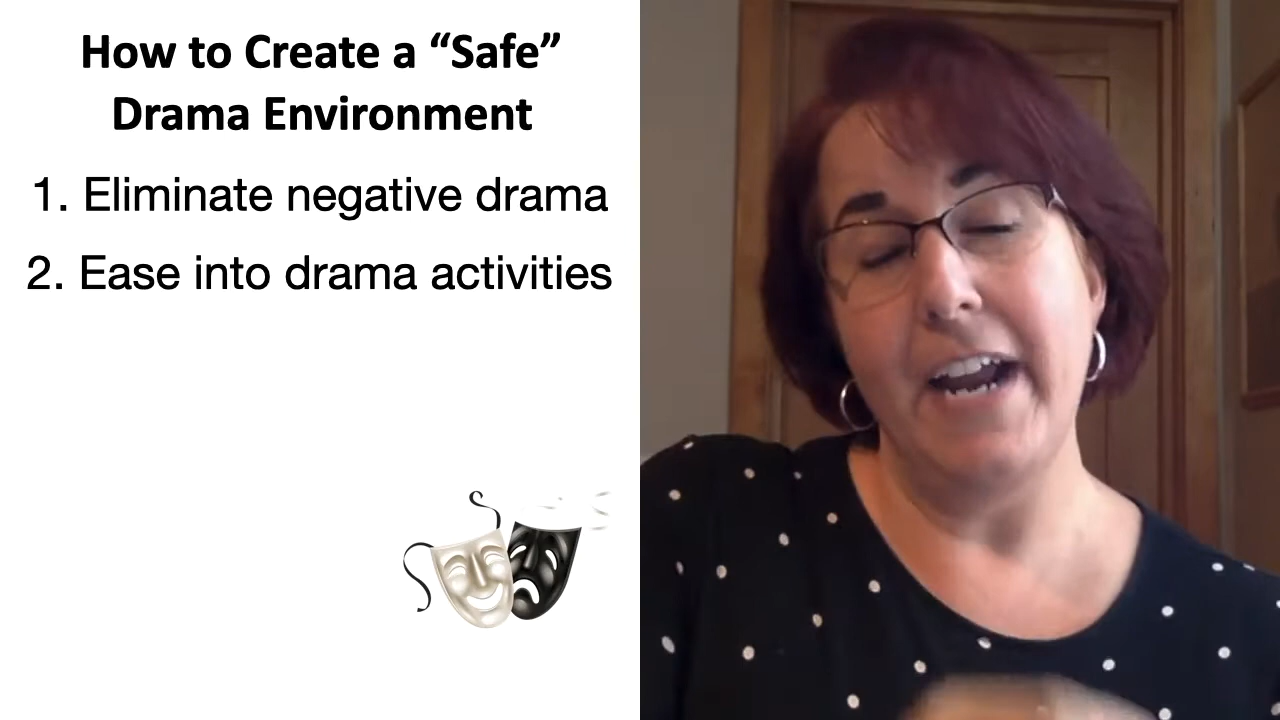 How to Create a “Safe”
Drama Environment
1. Eliminate negative drama
2. Ease into drama activities